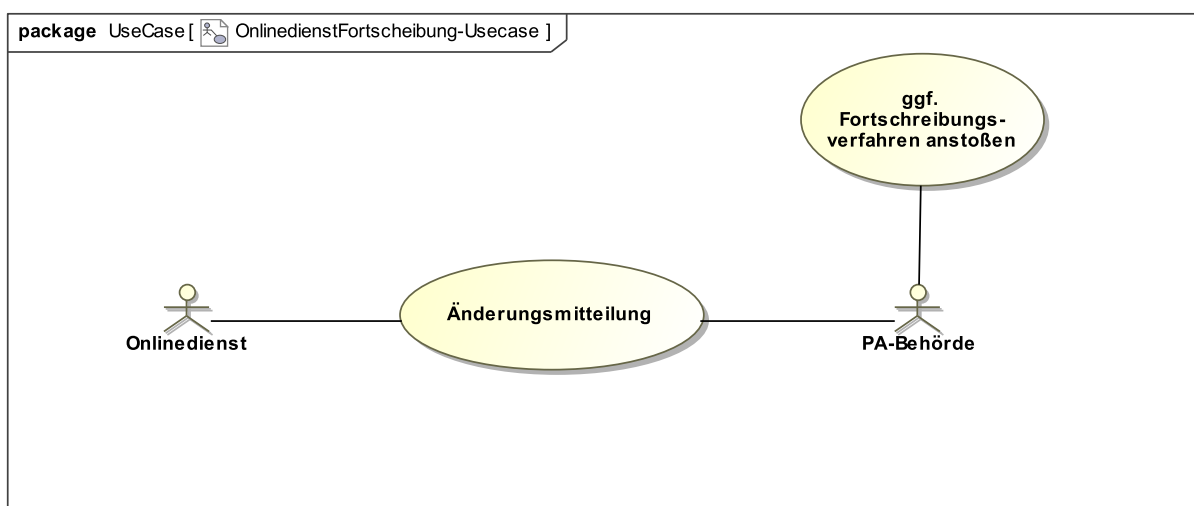 package UseCase [ OnlinedienstFortscheibung-Usecase ]
ggf.
Fortschreibungs-
verfahren anstoßen
Änderungsmitteilung
Onlinedienst
PA-Behörde